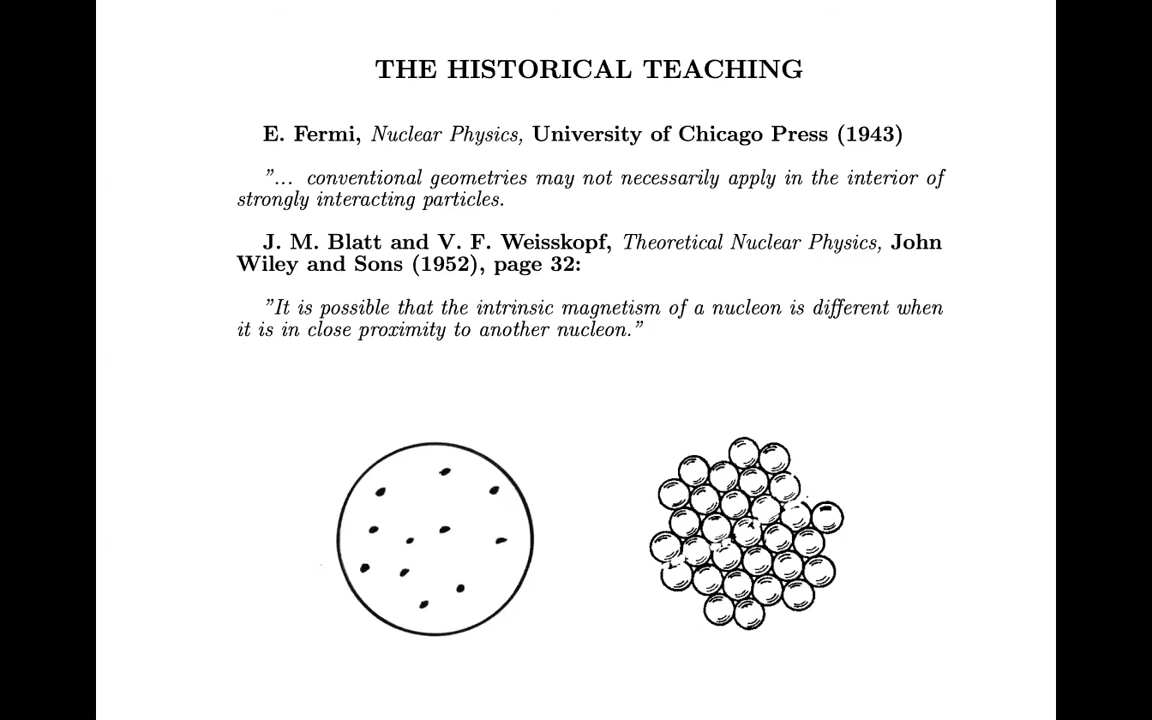 THE HISTORICAL TEACHING
E. Fermi, Nuclear Physics, University of Chicago Press (1943)
"... conventional geometries may not necessarily apply in the interior of
strongly interacting particles.
J. M. Blatt and V. F. Weisskopf, Theoretical Nuclear Physics, John
Wiley and Sons (1952), page 32:
"It is possible that the intrinsic magnetism of a nucleon is different when
it is in close proximity to another nucleon."